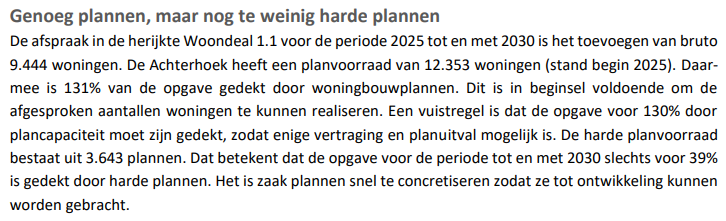 Genoeg plannen, maar nog te weinig harde plannen
De afspraak in de herijkte Woondeal 1.1 voor de periode 2025 tot en met 2030 is het toevoegen van bruto
9.444 woningen. De Achterhoek heeft een planvoorraad van 12.353 woningen (stand begin 2025). Daar-
mee is 131% van de opgave gedekt door woningbouwplannen. Dit is in beginsel voldoende om de
afgesproken aantallen woningen te kunnen realiseren. Een vuistregel is dat de opgave voor 130% door
plancapaciteit moet zijn gedekt, zodat enige vertraging en planuitval mogelijk is. De harde planvoorraad
bestaat uit 3.643 plannen. Dat betekent dat de opgave voor de periode tot en met 2030 slechts voor 39%
is gedekt door harde plannen. Het is zaak plannen snel te concretiseren zodat ze tot ontwikkeling kunnen
worden gebracht.